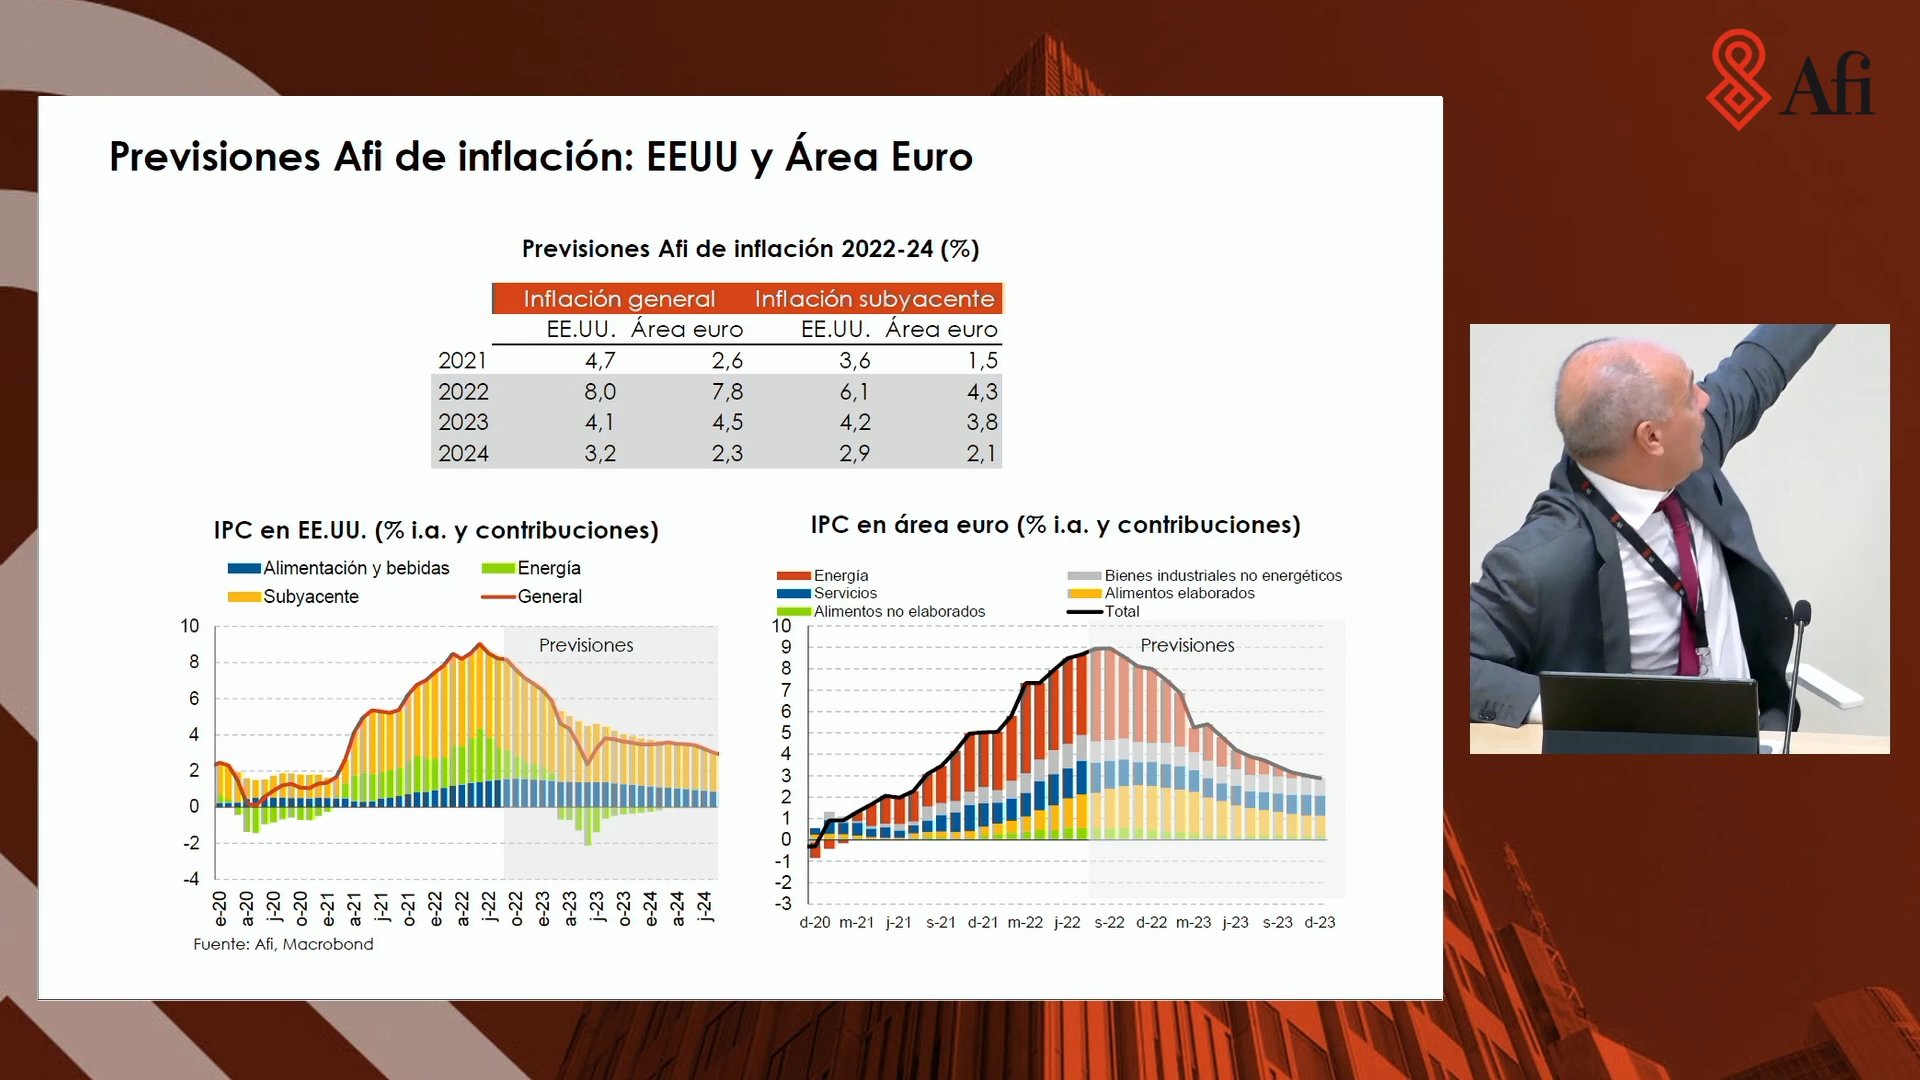 Afi
Previsiones Afi de inflación: EEUU y Área Euro
Previsiones Afi de inflación 2022-24 (%)
Inflación general Inflación subyacente
EE.UU. Área euro EE.UU. Área euro
2021 4,7 2,6 3,6 1,5
2022 8,0 7,8 6,1 4,3
2023 4,1 4,5 4,2 3,8
2024 3,2 2,3 2,9 2,1
IPC en EE.UU. (% i.a. y contribuciones)
Alimentación y bebidas Energía
Subyacente General
Previsiones
10
8
6
4
2
0
-2
-4
e-20 a-20 j-20 o-20 e-21 a-21 j-21 o-21 e-22 a-22 j-22 o-22 e-23 a-23 j-23 o-23 e-24 a-24 j-24
Fuente: Afi, Macrobond
IPC en área euro (% i.a. y contribuciones)
Energía Bienes industriales no energéticos
Servicios Alimentos elaborados
Alimentos no elaborados Total
Previsiones
10
9
8
7
6
5
4
3
2
1
0
-1
-2
-3
d-20 m-21 j-21 s-21 d-21 m-22 j-22 s-22 d-22 m-23 j-23 s-23 d-23